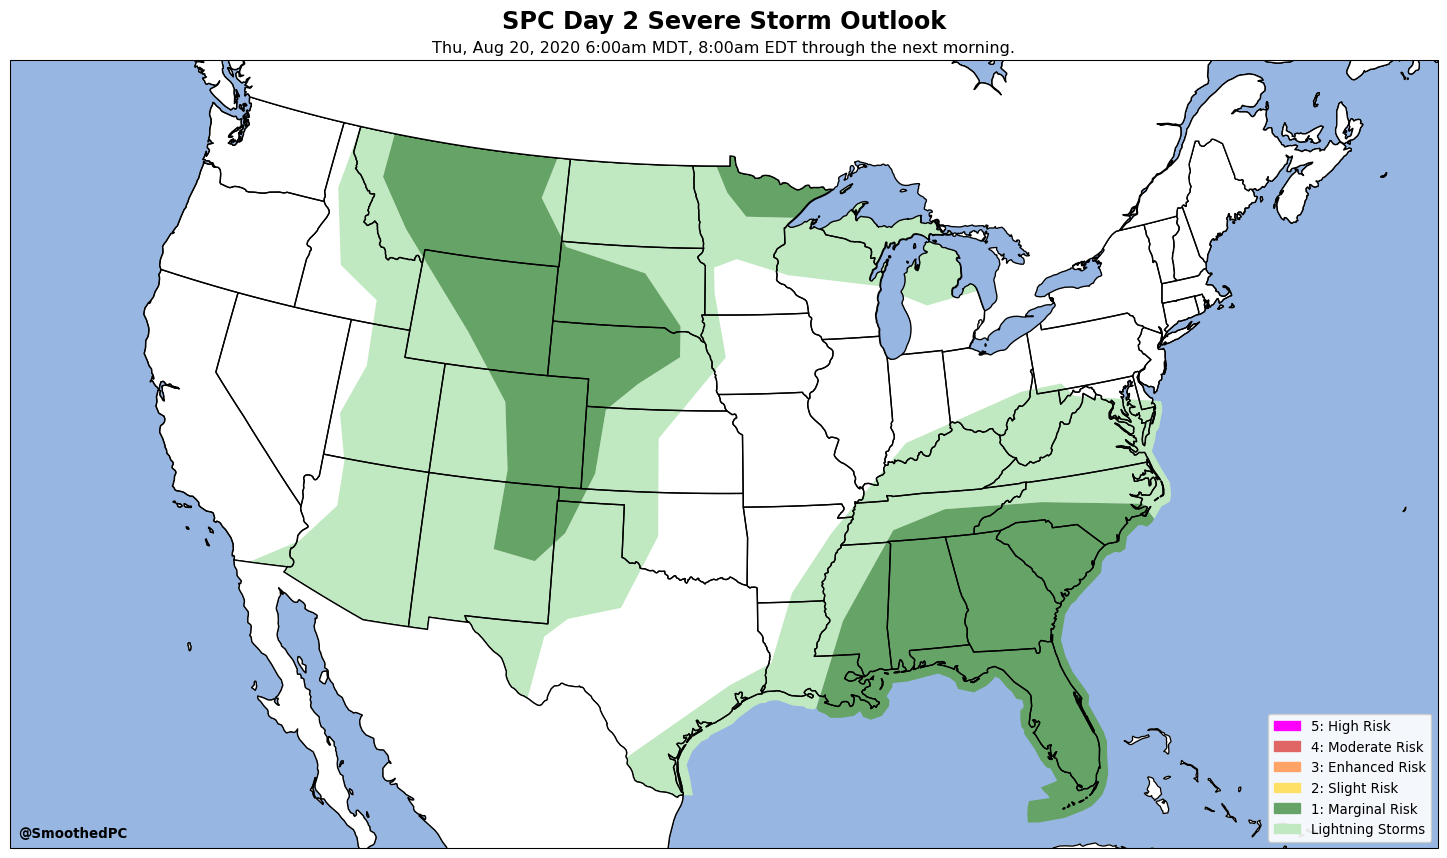 SPC Day 2 Severe Storm Outlook
Thu, Aug 20, 2020 6:00am MDT, 8:00am EDT through the next morning.
5: High Risk
4: Moderate Risk
3: Enhanced Risk
2: Slight Risk
1: Marginal Risk
Lightning Storms
@SmoothedPC